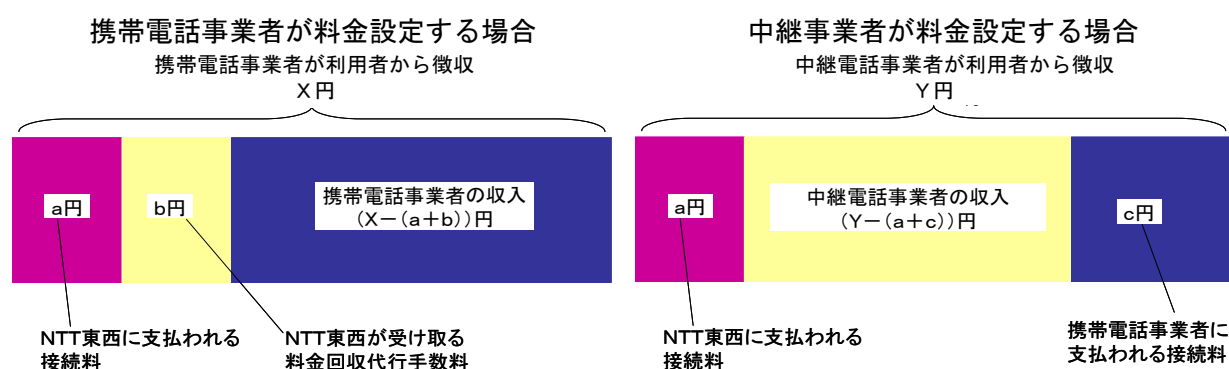 携帯電話事業者が料金設定する場合
携帯電話事業者が利用者から徴収
X円
a円
b円
携帯電話事業者の収入
(X－(a＋b))円
NTT東西に支払われる
接続料
NTT東西が受け取る
料金回収代行手数料
中継事業者が料金設定する場合
中継電話事業者が利用者から徴収
Y円
a円
中継電話事業者の収入
(Y－(a＋c))円
c円
NTT東西に支払われる
接続料
携帯電話事業者に
支払われる接続料